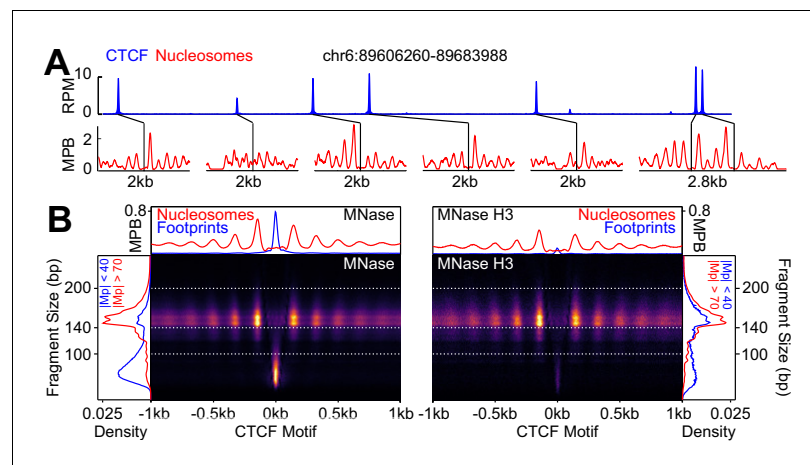 A
CTCF Nucleosomes chr6:89606260-89683988
RPM
10
0
MPB
2
0
2kb 2kb 2kb 2kb 2kb 2.8kb
B
MPB
0.8
Nucleosomes
Footprints
MNase
MNase H3
Nucleosomes
Footprints
0.8
MPB
Fragment Size (bp)
|Mp| < 40
|Mp| > 70
200
140
100
MNase
MNase H3
|Mp| < 40
|Mp| > 70
200
140
100
Fragment Size (bp)
0.025 -1kb -0.5kb 0kb 0.5kb 1kb
-1kb -0.5kb 0kb 0.5kb 1kb 0.025
Density CTCF Motif
CTCF Motif Density